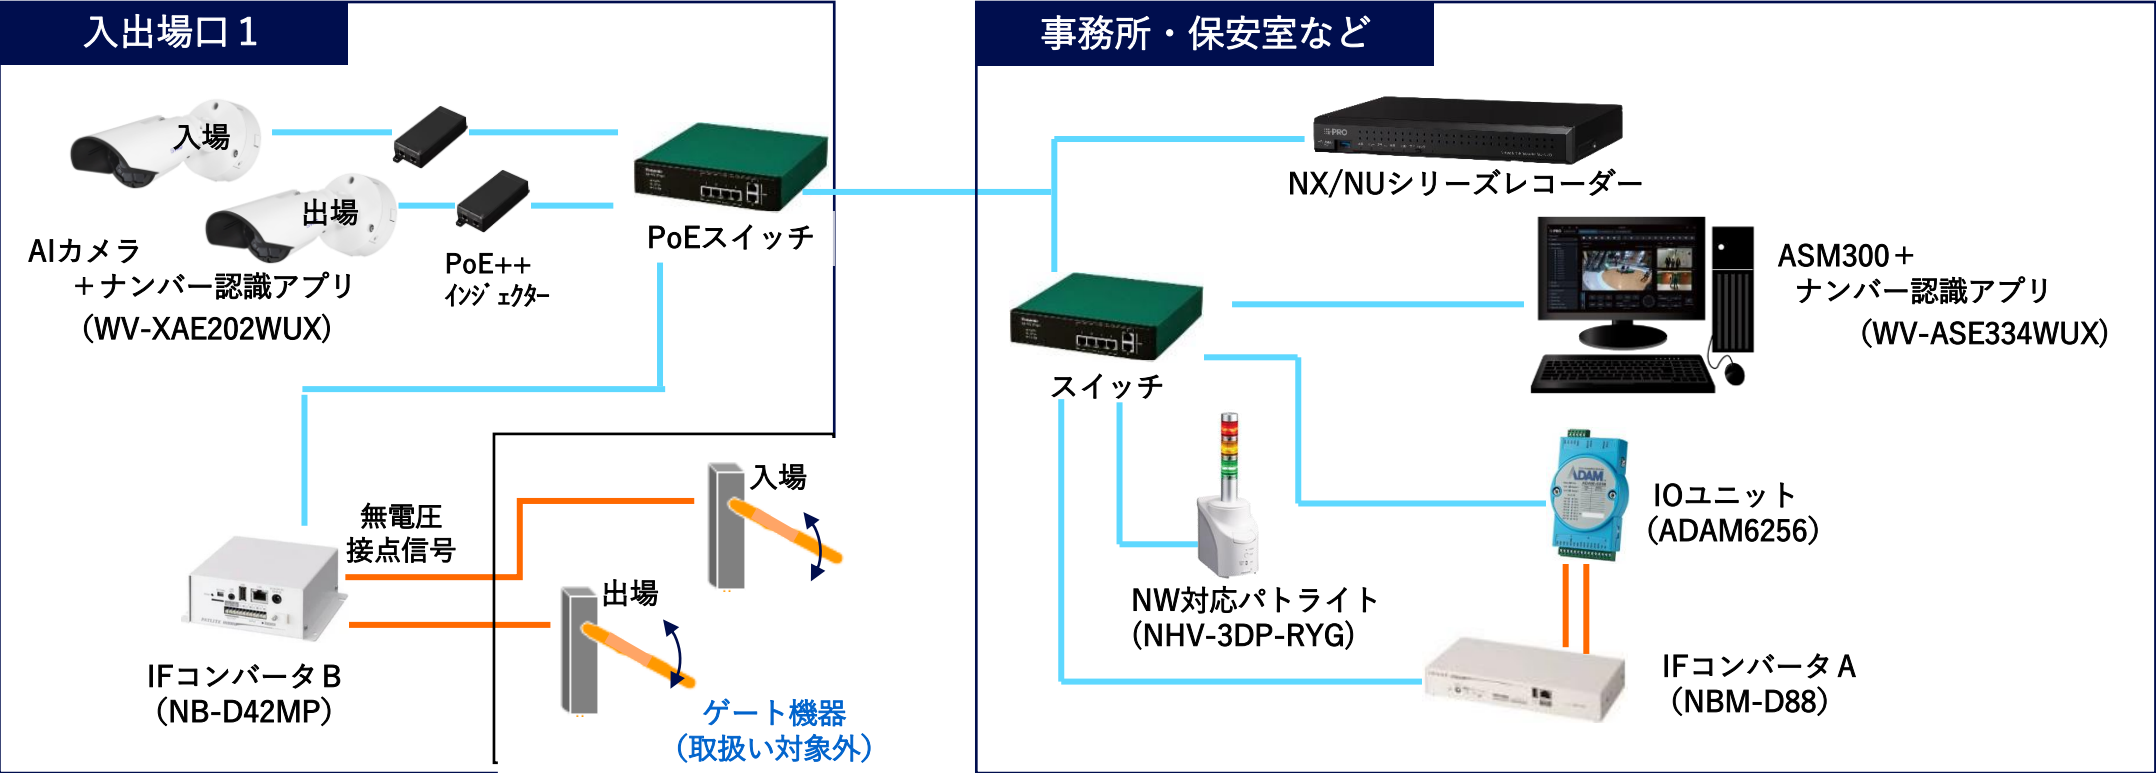 入出場口１
入場
出場
AIカメラ
＋ナンバー認識アプリ
（WV-XAE202WUX）
PoE++
ｲﾝｼﾞｪｸﾀｰ
PoEスイッチ
無電圧
接点信号
IFコンバータＢ
（NB-D42MP）
入場
出場
ゲート機器
（取扱い対象外）
事務所・保安室など
i-PRO
NX/NUシリーズレコーダー
スイッチ
ASM300＋
ナンバー認識アプリ
（WV-ASE334WUX）
NW対応パトライト
（NHV-3DP-RYG）
ADAM
IOユニット
（ADAM6256）
IFコンバータＡ
（NBM-D88）